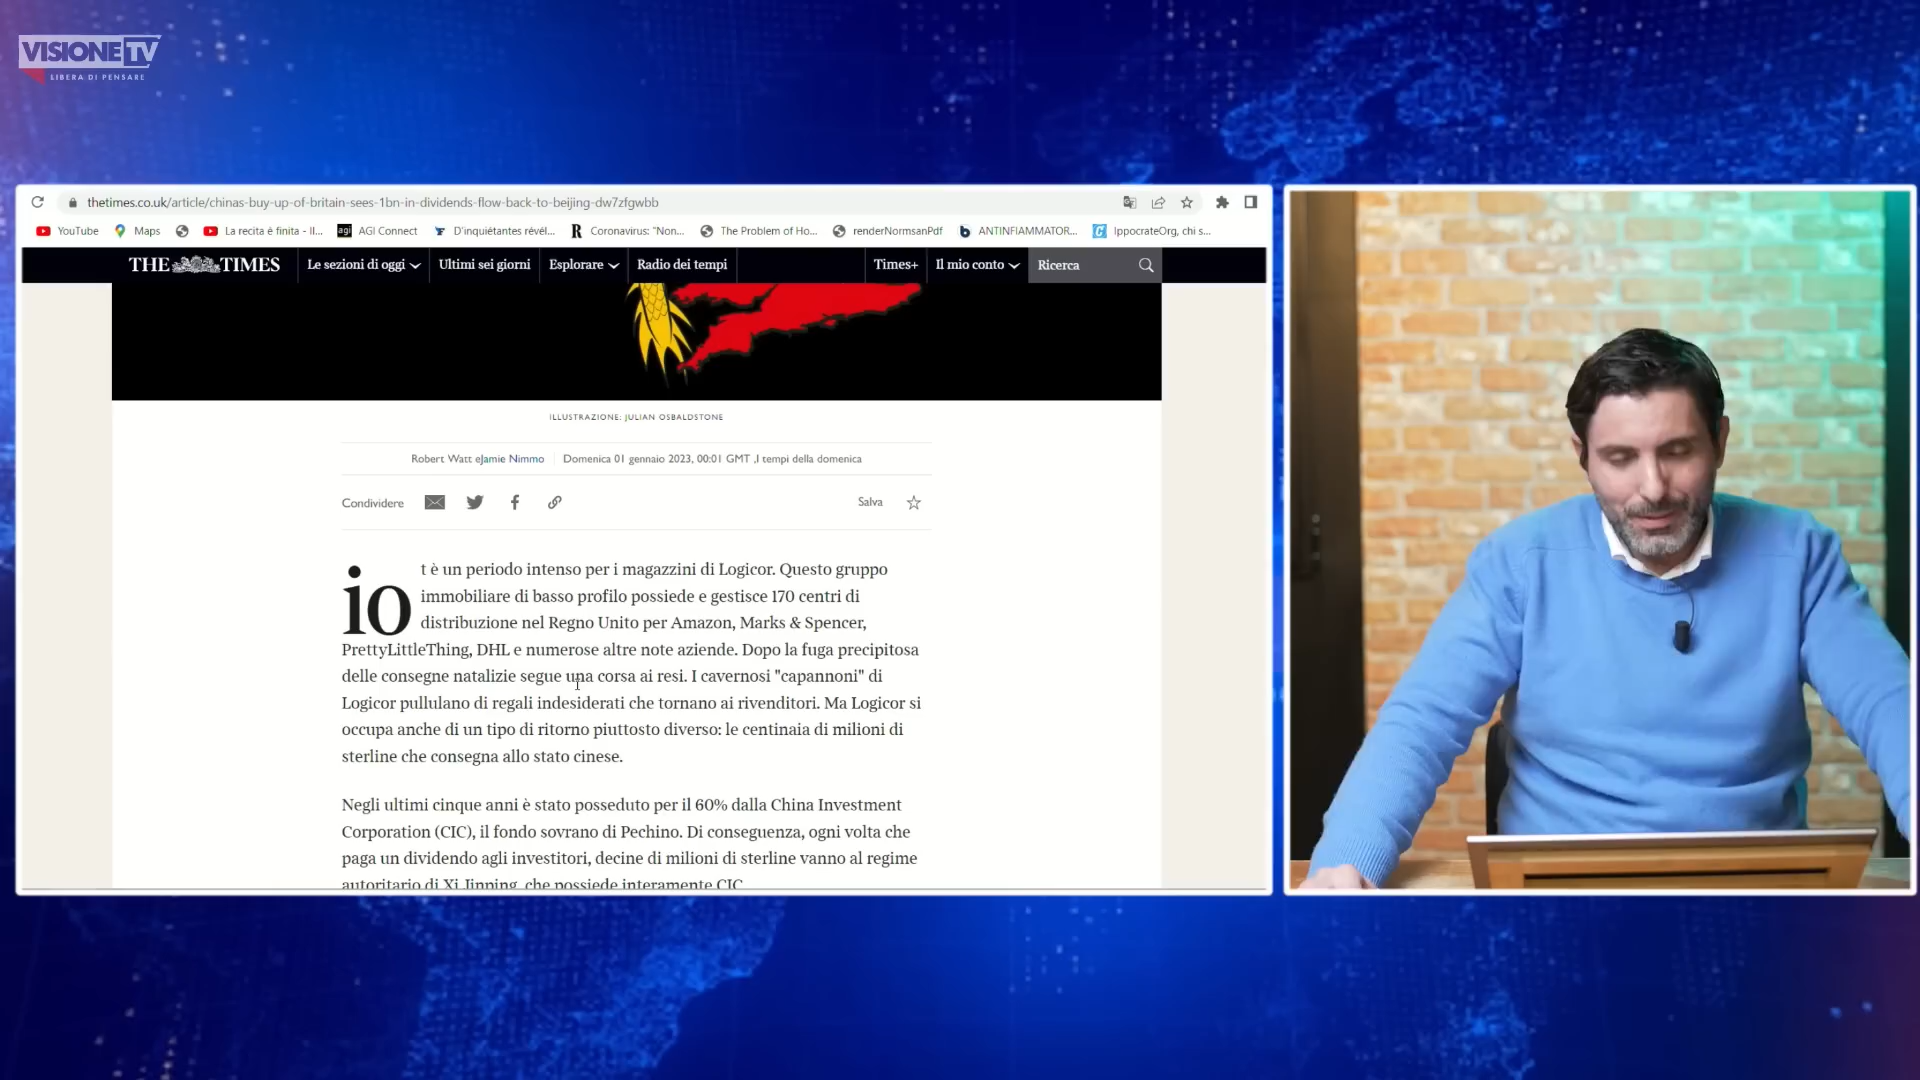 VISIONE TV
LIBERA DI PENSARE
thetimes.co.uk/article/chinas-buy-up-of-britain-sees-1bn-in-dividends-flow-back-to-beijing-dw7zfgwbb
YouTube Maps La recita è finita - Il... AGI Connect D'inquiétantes révél... Coronavirus: "Non... The Problem of Ho... renderNormsanPdf ANTINFIAMMATOR... IppocrateOrg, chi s...
THE TIMES Le sezioni di oggi Ultimi sei giorni Esplorare Radio dei tempi Times+ Il mio conto Ricerca
ILLUSTRAZIONE: JULIAN OSBALDSTONE
Robert Watt eJamie Nimmo Domenica 01 gennaio 2023, 00:01 GMT ,I tempi della domenica
Condividere Salva
io t è un periodo intenso per i magazzini di Logicor. Questo gruppo
immobiliare di basso profilo possiede e gestisce 170 centri di
distribuzione nel Regno Unito per Amazon, Marks & Spencer,
PrettyLittleThing, DHL e numerose altre note aziende. Dopo la fuga precipitosa
delle consegne natalizie segue una corsa ai resi. I cavernosi "capannoni" di
Logicor pullulano di regali indesiderati che tornano ai rivenditori. Ma Logicor si
occupa anche di un tipo di ritorno piuttosto diverso: le centinaia di milioni di
sterline che consegna allo stato cinese.
Negli ultimi cinque anni è stato posseduto per il 60% dalla China Investment
Corporation (CIC), il fondo sovrano di Pechino. Di conseguenza, ogni volta che
paga un dividendo agli investitori, decine di milioni di sterline vanno al regime
autoritario di Xi Jinping, che possiede interamente CIC.